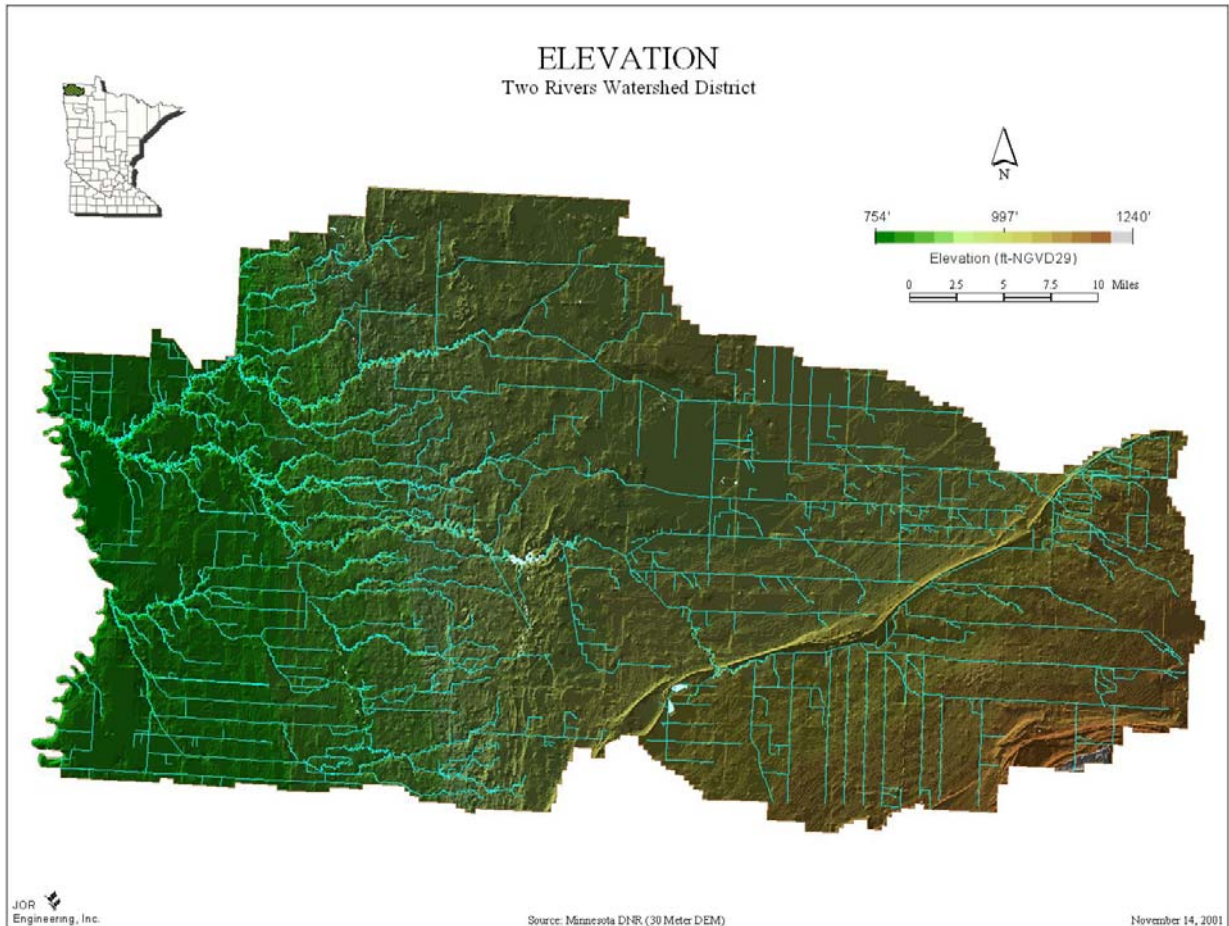 ELEVATION
Two Rivers Watershed District
N
754' 997' 1240'
Elevation (ft-NGVD29)
0 2.5 5 7.5 10 Miles
JOR
Engineering, Inc.
Source: Minnesota DNR (30 Meter DEM)
November 14, 2001